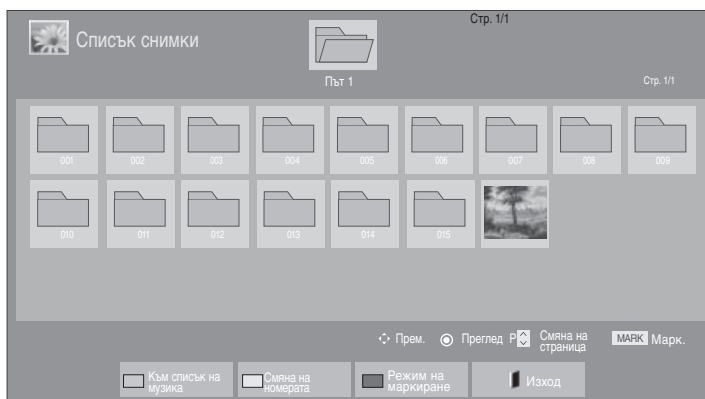 Стр. 1/1
Списък снимки
Път 1
Стр. 1/1
001 002 003 004 005 006 007 008 009
010 011 012 013 014 015
Прем. Преглед P Смяна на страница MARK Марк.
Към списък на музика
Смяна на номерата
Режим на маркиране
Изход